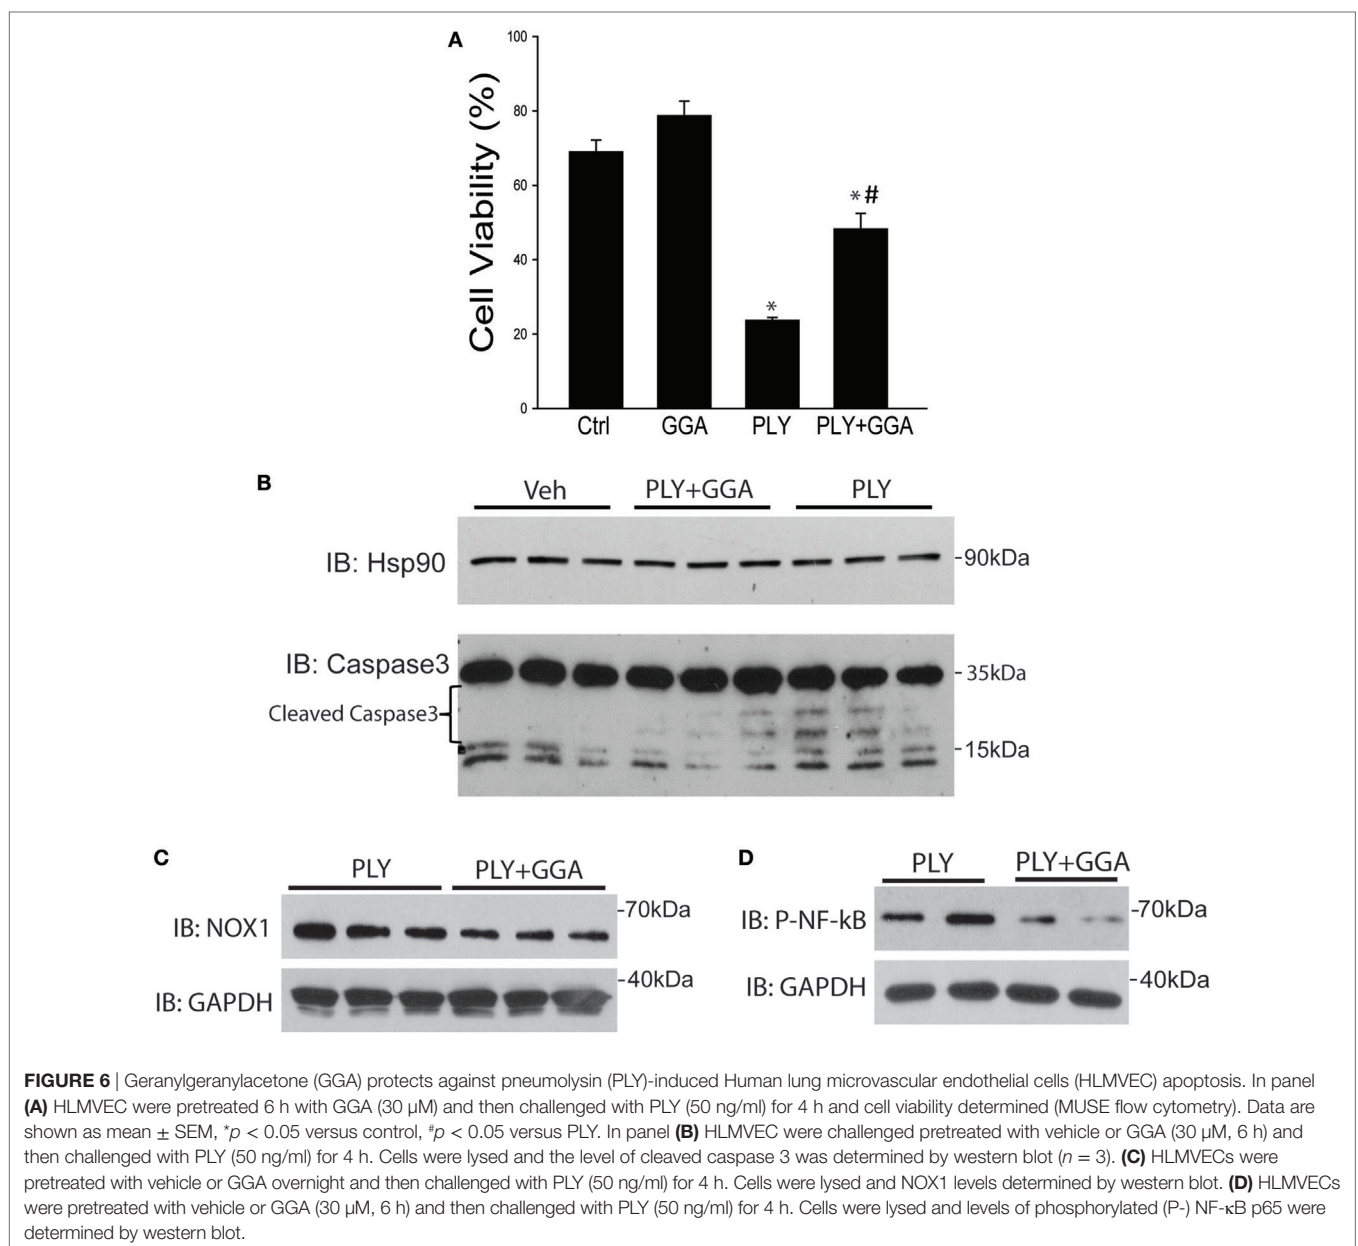 A
100
80
60
40
20
0
Cell Viability (%)
*
*#
Ctrl GGA PLY PLY+GGA
B
Veh PLY+GGA PLY
IB: Hsp90
-90kDa
IB: Caspase3
-35kDa
Cleaved Caspase3
-15kDa
C
PLY PLY+GGA
IB: NOX1
-70kDa
IB: GAPDH
-40kDa
D
PLY PLY+GGA
IB: P-NF-kB
-70kDa
IB: GAPDH
-40kDa
FIGURE 6 | Geranylgeranylacetone (GGA) protects against pneumolysin (PLY)-induced Human lung microvascular endothelial cells (HLMVEC) apoptosis. In panel
(A) HLMVEC were pretreated 6 h with GGA (30 µM) and then challenged with PLY (50 ng/ml) for 4 h and cell viability determined (MUSE flow cytometry). Data are
shown as mean ± SEM, *p < 0.05 versus control, #p < 0.05 versus PLY. In panel (B) HLMVEC were challenged pretreated with vehicle or GGA (30 µM, 6 h) and
then challenged with PLY (50 ng/ml) for 4 h. Cells were lysed and the level of cleaved caspase 3 was determined by western blot (n = 3). (C) HLMVECs were
pretreated with vehicle or GGA overnight and then challenged with PLY (50 ng/ml) for 4 h. Cells were lysed and NOX1 levels determined by western blot. (D) HLMVECs
were pretreated with vehicle or GGA (30 µM, 6 h) and then challenged with PLY (50 ng/ml) for 4 h. Cells were lysed and levels of phosphorylated (P-) NF-κB p65 were
determined by western blot.